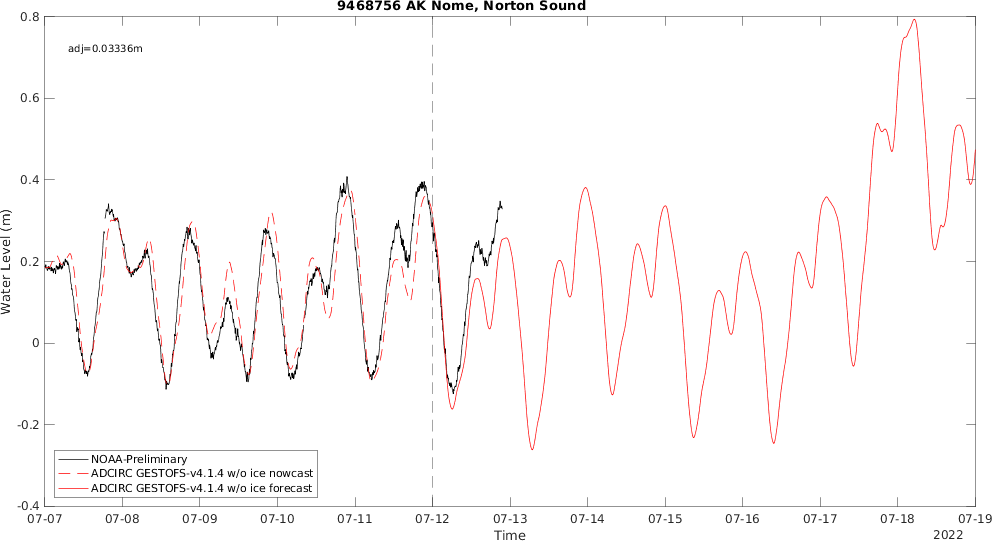 9468756 AK Nome, Norton Sound
adj=0.03336m
Water Level (m)
0.8
0.6
0.4
0.2
0
-0.2
-0.4
NOAA-Preliminary
ADCIRC GESTOFS-v4.1.4 w/o ice nowcast
ADCIRC GESTOFS-v4.1.4 w/o ice forecast
07-07 07-08 07-09 07-10 07-11 07-12 07-13 07-14 07-15 07-16 07-17 07-18 07-19
Time
2022